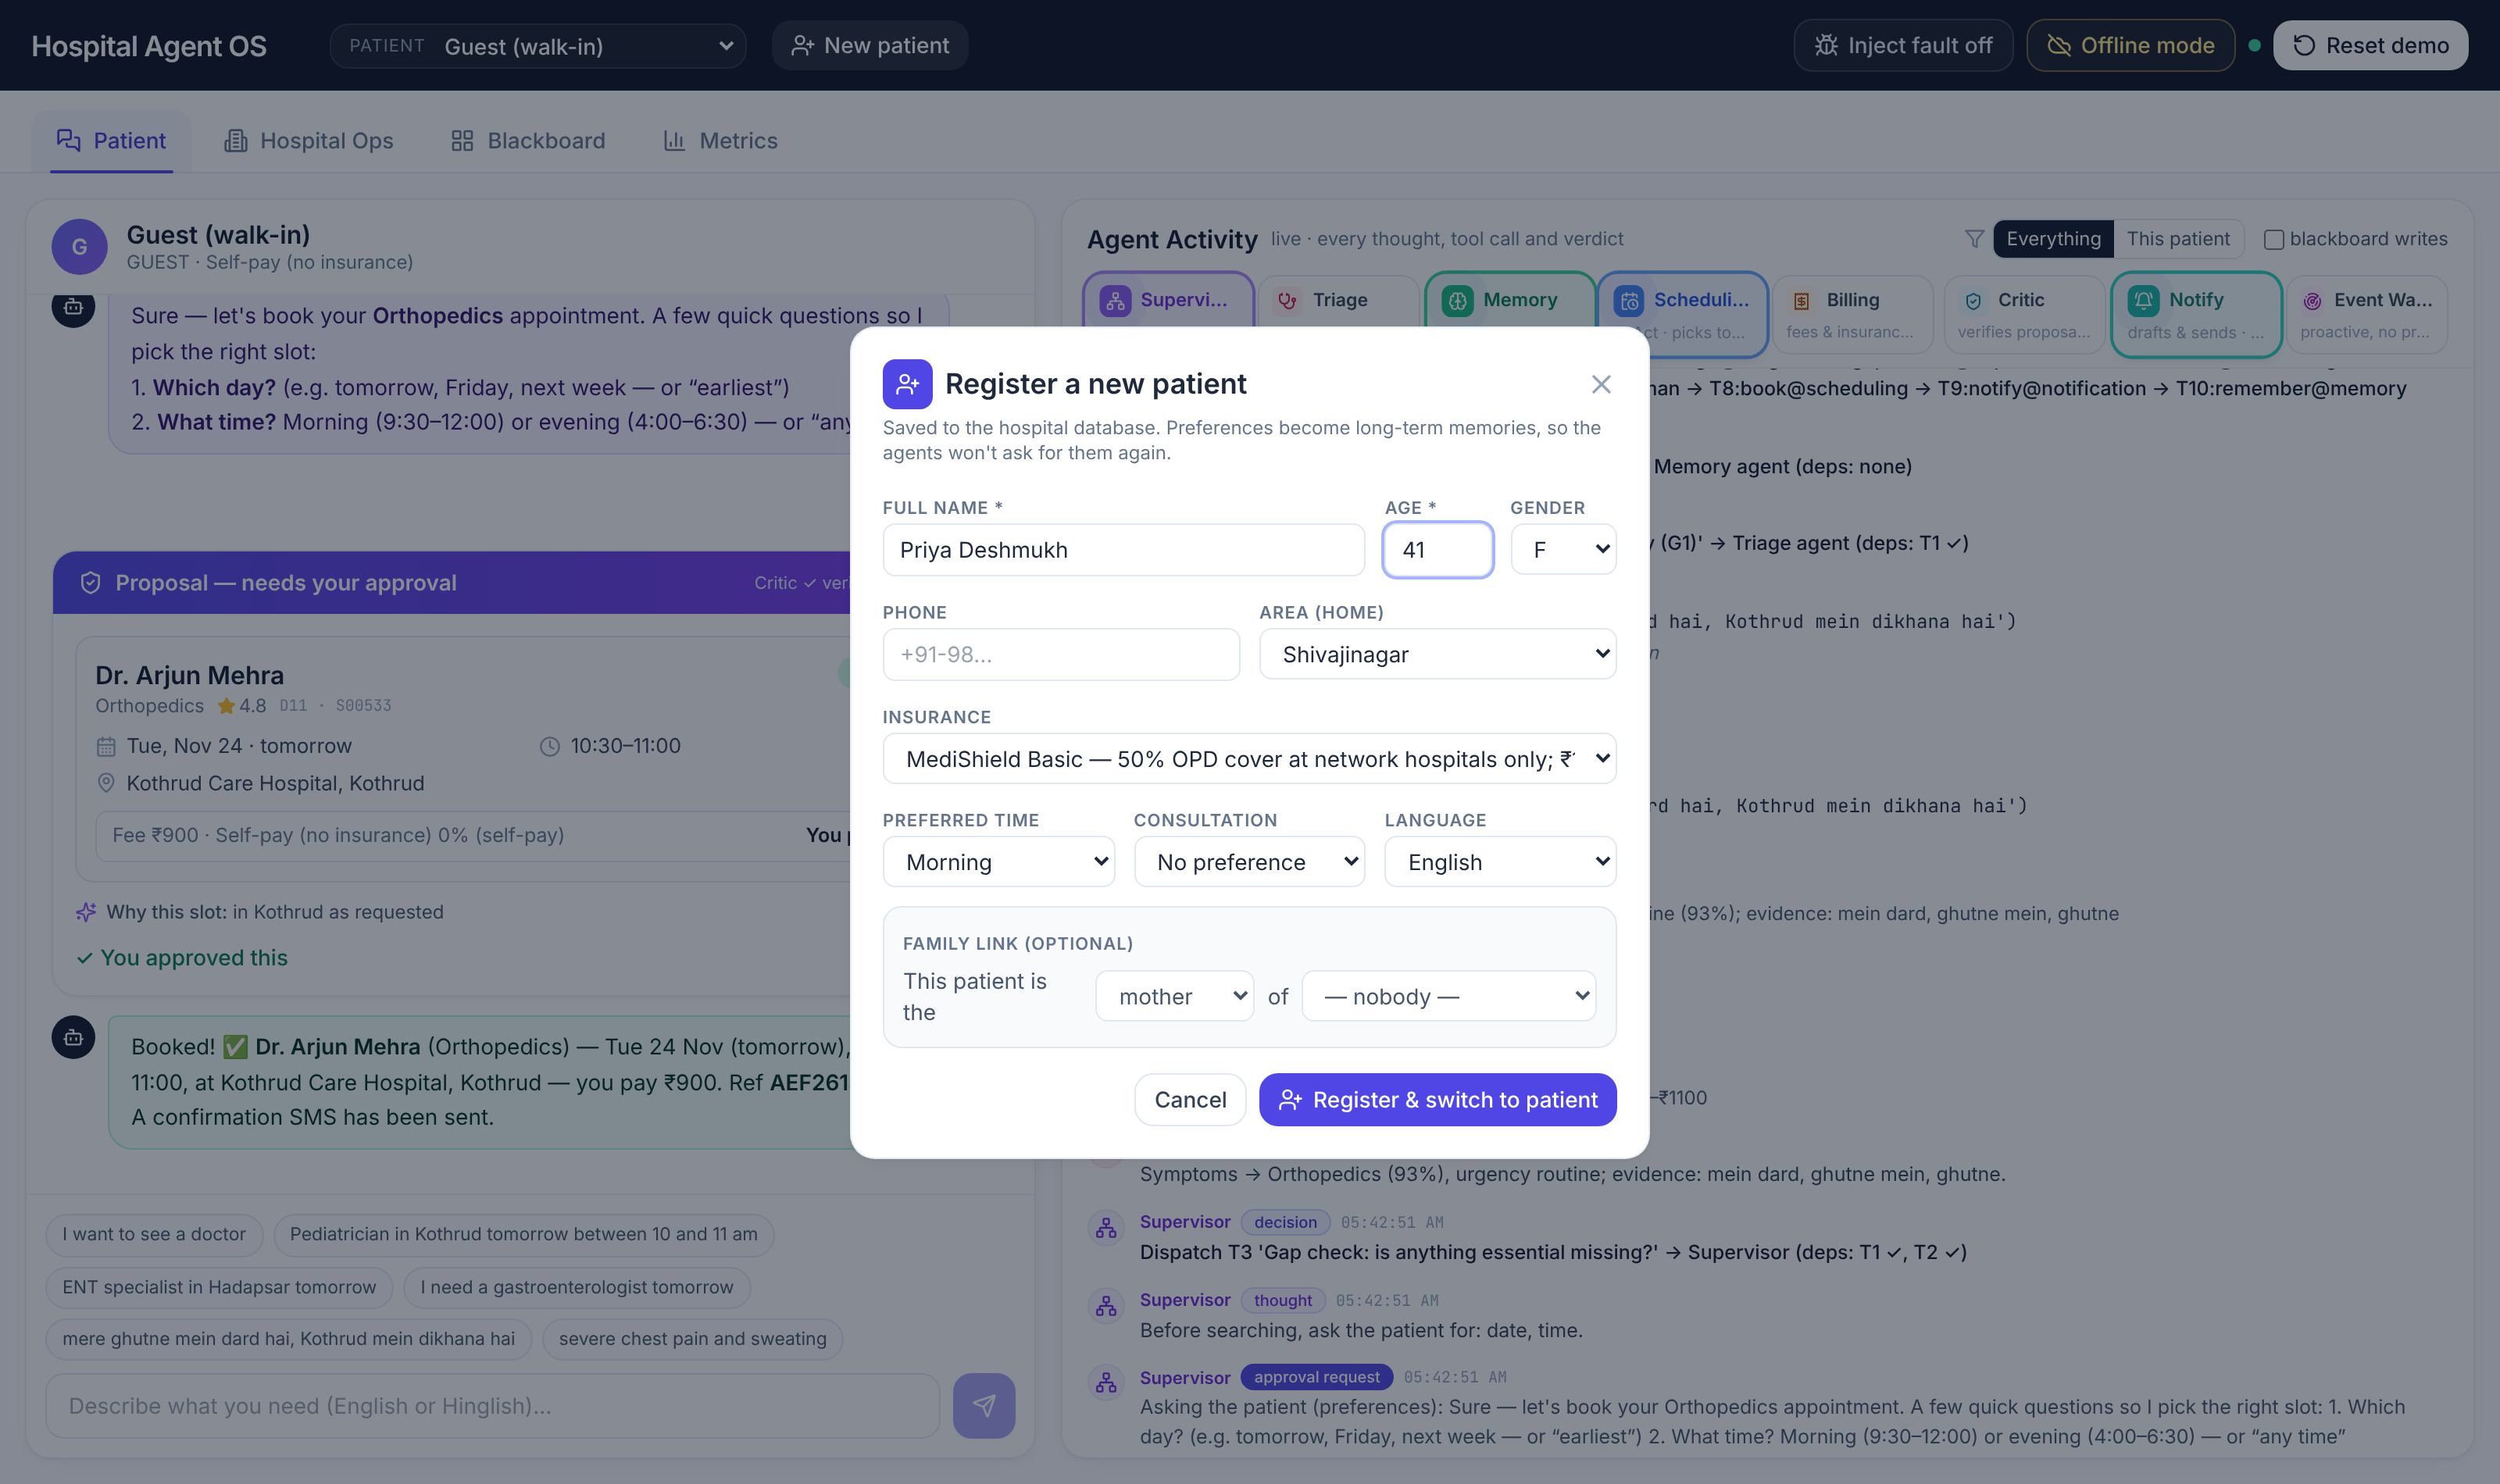 Hospital Agent OS
PATIENT Guest (walk-in)
New patient
Inject fault off
Offline mode
Reset demo
Patient
Hospital Ops
Blackboard
Metrics
G
Guest (walk-in)
GUEST · Self-pay (no insurance)
Sure — let's book your Orthopedics appointment. A few quick questions so I
pick the right slot:
1. Which day? (e.g. tomorrow, Friday, next week — or “earliest”)
2. What time? Morning (9:30–12:00) or evening (4:00–6:30) — or “any
Proposal — needs your approval
Critic ✓
Dr. Arjun Mehra
Orthopedics ⭐4.8 D11 · S00533
Tue, Nov 24 · tomorrow
10:30–11:00
Kothrud Care Hospital, Kothrud
Fee ₹900 · Self-pay (no insurance) 0% (self-pay)
You
Why this slot: in Kothrud as requested
✓ You approved this
Booked! ✅ Dr. Arjun Mehra (Orthopedics) — Tue 24 Nov (tomorrow),
11:00, at Kothrud Care Hospital, Kothrud — you pay ₹900. Ref AEF261
A confirmation SMS has been sent.
I want to see a doctor
Pediatrician in Kothrud tomorrow between 10 and 11 am
ENT specialist in Hadapsar tomorrow
I need a gastroenterologist tomorrow
mere ghutne mein dard hai, Kothrud mein dikhana hai
severe chest pain and sweating
Describe what you need (English or Hinglish)...
Agent Activity live · every thought, tool call and verdict
Everything
This patient
blackboard writes
Supervi...
Triage
Memory
Scheduli...
Act · picks to...
Billing
fees & insuranc...
Critic
verifies proposa...
Notify
drafts & sends · ...
Event Wa...
proactive, no pr...
→ T8:book@scheduling → T9:notify@notification → T10:remember@memory
Memory agent (deps: none)
(G1)' → Triage agent (deps: T1 ✓)
hai, Kothrud mein dikhana hai')
rd hai, Kothrud mein dikhana hai')
ine (93%); evidence: mein dard, ghutne mein, ghutne
–₹1100
Symptoms → Orthopedics (93%), urgency routine; evidence: mein dard, ghutne mein, ghutne.
Supervisor decision 05:42:51 AM
Dispatch T3 'Gap check: is anything essential missing?' → Supervisor (deps: T1 ✓, T2 ✓)
Supervisor thought 05:42:51 AM
Before searching, ask the patient for: date, time.
Supervisor approval request 05:42:51 AM
Asking the patient (preferences): Sure — let's book your Orthopedics appointment. A few quick questions so I pick the right slot: 1. Which
day? (e.g. tomorrow, Friday, next week — or “earliest”) 2. What time? Morning (9:30–12:00) or evening (4:00–6:30) — or “any time”
Register a new patient
Saved to the hospital database. Preferences become long-term memories, so the
agents won't ask for them again.
FULL NAME *
Priya Deshmukh
AGE *
41
GENDER
F
PHONE
+91-98...
AREA (HOME)
Shivajinagar
INSURANCE
MediShield Basic — 50% OPD cover at network hospitals only;
PREFERRED TIME
Morning
CONSULTATION
No preference
LANGUAGE
English
FAMILY LINK (OPTIONAL)
This patient is
the
mother
of
— nobody —
Cancel
Register & switch to patient